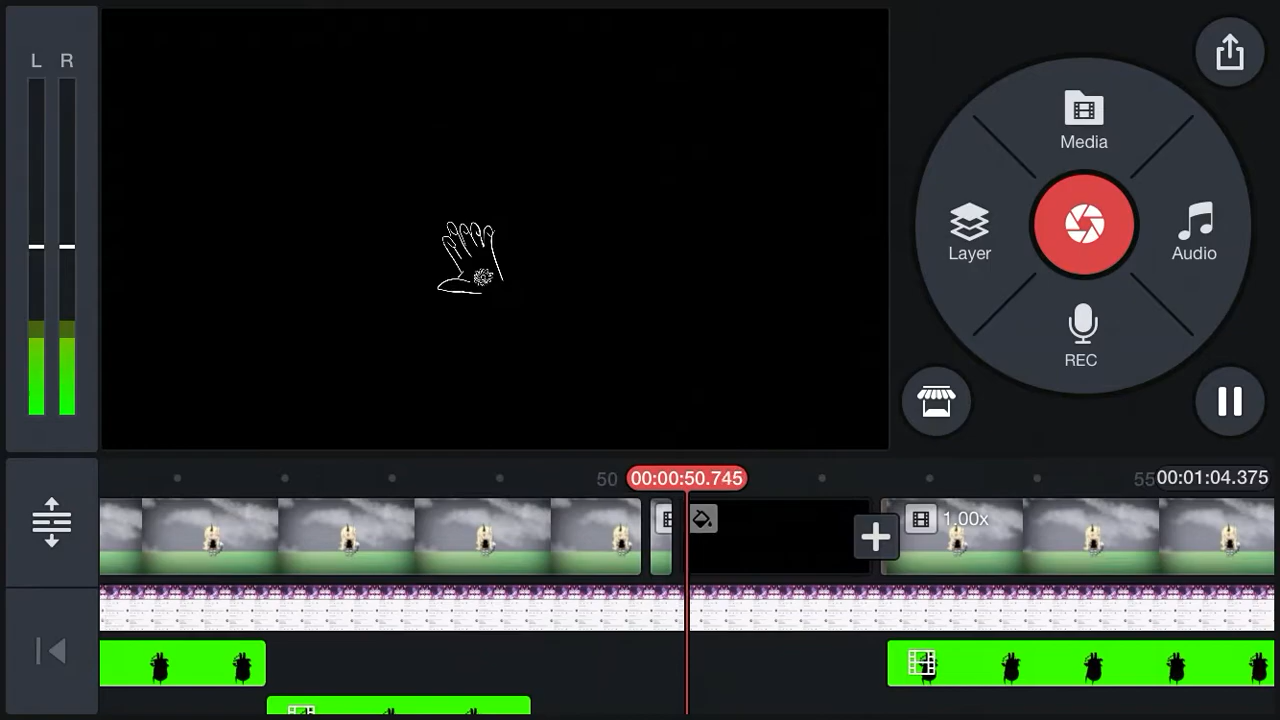 L R
Media
Layer
Audio
REC
50
00:00:50.745
55
00:01:04.375
1.00x